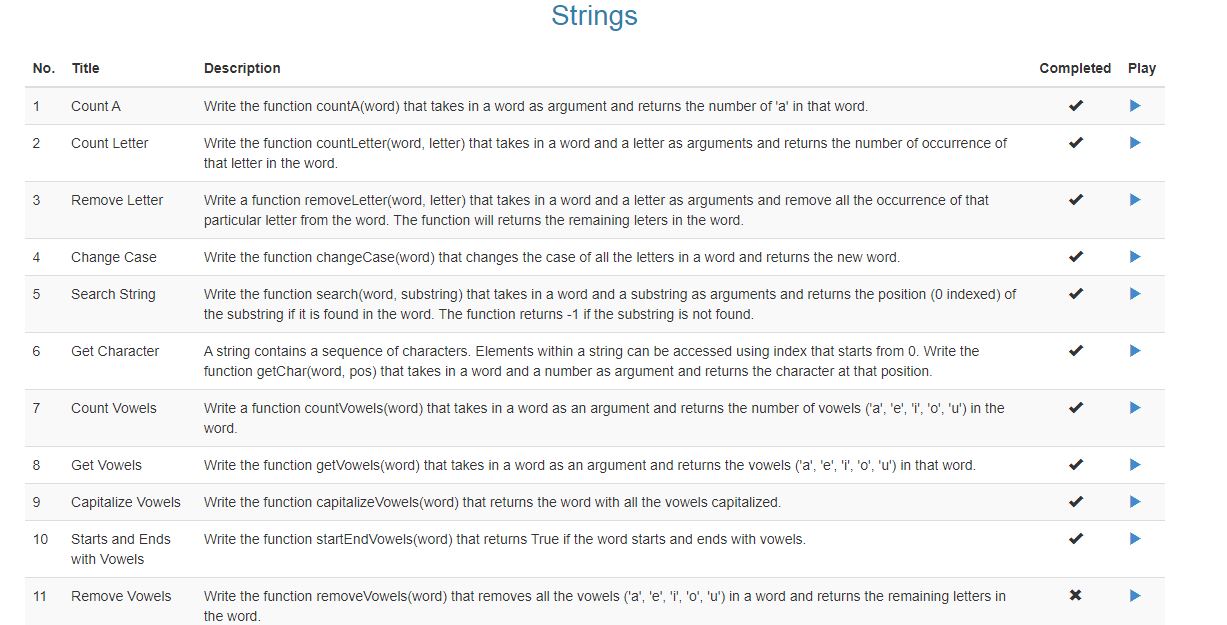 Strings
No. Title Description Completed Play
1 Count A Write the function countA(word) that takes in a word as argument and returns the number of 'a' in that word.
2 Count Letter Write the function countLetter(word, letter) that takes in a word and a letter as arguments and returns the number of occurrence of
that letter in the word.
3 Remove Letter Write a function removeLetter(word, letter) that takes in a word and a letter as arguments and remove all the occurrence of that
particular letter from the word. The function will returns the remaining leters in the word.
4 Change Case Write the function changeCase(word) that changes the case of all the letters in a word and returns the new word.
5 Search String Write the function search(word, substring) that takes in a word and a substring as arguments and returns the position (0 indexed) of
the substring if it is found in the word. The function returns -1 if the substring is not found.
6 Get Character A string contains a sequence of characters. Elements within a string can be accessed using index that starts from 0. Write the
function getChar(word, pos) that takes in a word and a number as argument and returns the character at that position.
7 Count Vowels Write a function countVowels(word) that takes in a word as an argument and returns the number of vowels ('a', 'e', 'i', 'o', 'u') in the
word.
8 Get Vowels Write the function getVowels(word) that takes in a word as an argument and returns the vowels ('a', 'e', 'i', 'o', 'u') in that word.
9 Capitalize Vowels Write the function capitalizeVowels(word) that returns the word with all the vowels capitalized.
10 Starts and Ends Write the function startEndVowels(word) that returns True if the word starts and ends with vowels.
with Vowels
11 Remove Vowels Write the function removeVowels(word) that removes all the vowels ('a', 'e', 'i', 'o', 'u') in a word and returns the remaining letters in
the word.